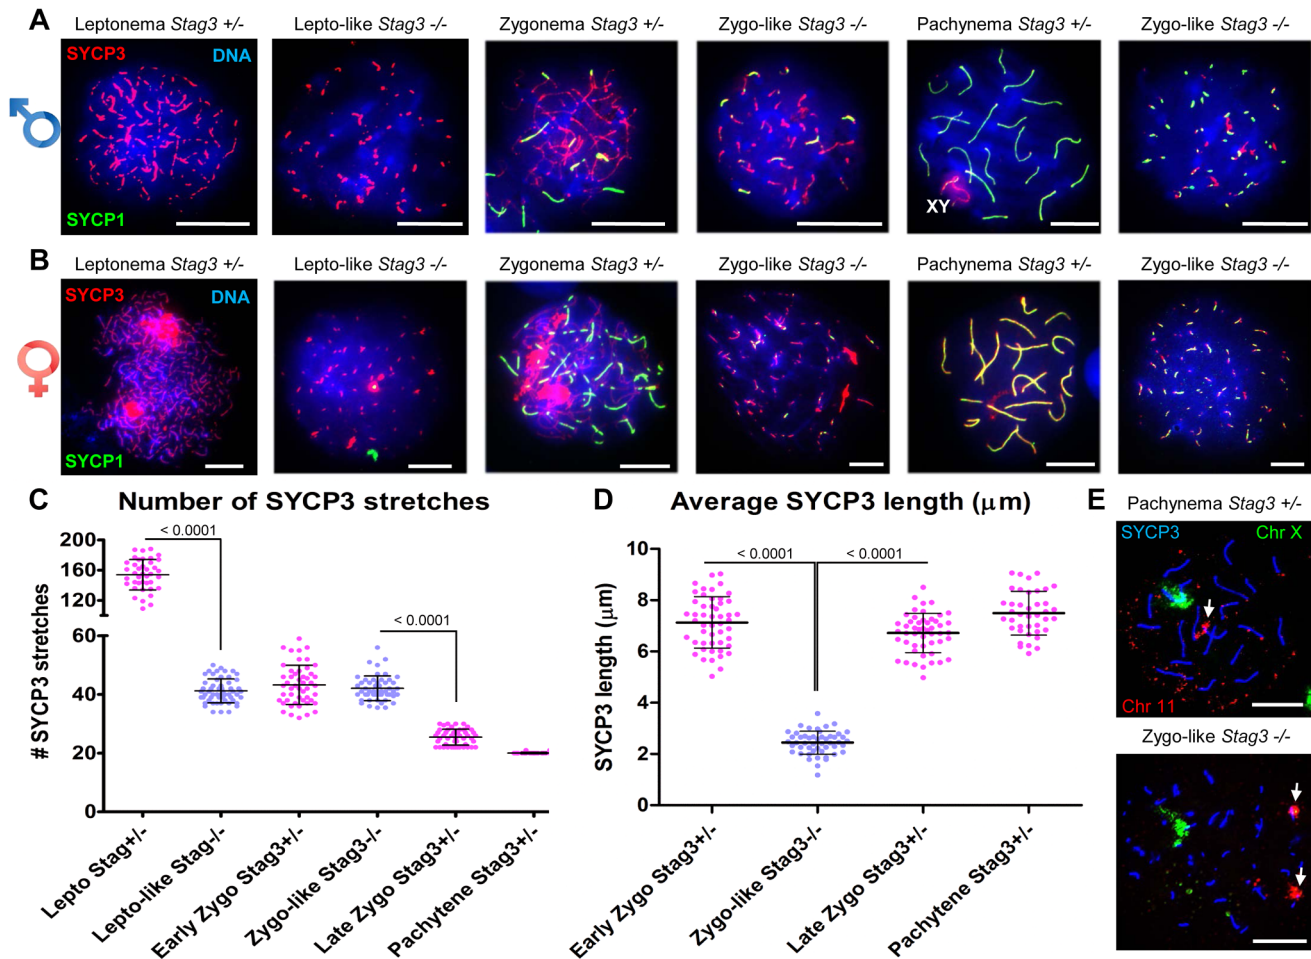 A
Leptonema Stag3 +/-
Lepto-like Stag3 -/-
Zygonema Stag3 +/-
Zygo-like Stag3 -/-
Pachynema Stag3 +/-
Zygo-like Stag3 -/-
SYCP3
DNA
SYCP1
XY
B
Leptonema Stag3 +/-
Lepto-like Stag3 -/-
Zygonema Stag3 +/-
Zygo-like Stag3 -/-
Pachynema Stag3 +/-
Zygo-like Stag3 -/-
SYCP3
DNA
SYCP1
C
Number of SYCP3 stretches
# SYCP3 stretches
200
160
120
60
40
20
0
< 0.0001
< 0.0001
Lepto Stag+/-
Lepto-like Stag-/-
Early Zygo Stag3+/-
Zygo-like Stag3-/-
Late Zygo Stag3+/-
Pachytene Stag3+/-
D
Average SYCP3 length (μm)
SYCP3 length (μm)
10
8
6
4
2
0
< 0.0001
< 0.0001
Early Zygo Stag3+/-
Zygo-like Stag3-/-
Late Zygo Stag3+/-
Pachytene Stag3+/-
E
Pachynema Stag3 +/-
SYCP3
Chr X
Chr 11
Zygo-like Stag3 -/-